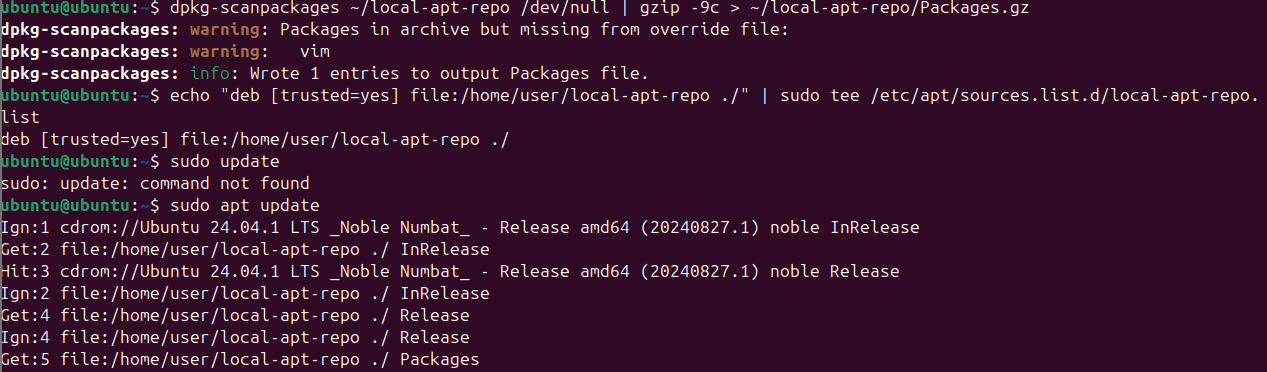 ubuntu@ubuntu:~$ dpkg-scanpackages ~/local-apt-repo /dev/null | gzip -9c > ~/local-apt-repo/Packages.gz
dpkg-scanpackages: warning: Packages in archive but missing from override file:
dpkg-scanpackages: warning:   vim
dpkg-scanpackages: info: Wrote 1 entries to output Packages file.
ubuntu@ubuntu:~$ echo "deb [trusted=yes] file:/home/user/local-apt-repo ./" | sudo tee /etc/apt/sources.list.d/local-apt-repo.
list
deb [trusted=yes] file:/home/user/local-apt-repo ./
ubuntu@ubuntu:~$ sudo update
sudo: update: command not found
ubuntu@ubuntu:~$ sudo apt update
Ign:1 cdrom://Ubuntu 24.04.1 LTS _Noble Numbat_ - Release amd64 (20240827.1) noble InRelease
Get:2 file:/home/user/local-apt-repo ./ InRelease
Hit:3 cdrom://Ubuntu 24.04.1 LTS _Noble Numbat_ - Release amd64 (20240827.1) noble Release
Ign:2 file:/home/user/local-apt-repo ./ InRelease
Get:4 file:/home/user/local-apt-repo ./ Release
Ign:4 file:/home/user/local-apt-repo ./ Release
Get:5 file:/home/user/local-apt-repo ./ Packages